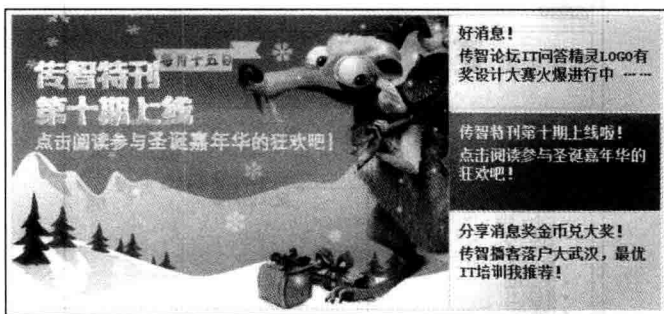 每月十五日
传智特刊
第十期上线
点击阅读参与圣诞嘉年华的狂欢吧!
好消息!
传智论坛IT问答精灵LOGO有
奖设计大赛火爆进行中 ……
传智特刊第十期上线啦!
点击阅读参与圣诞嘉年华的
狂欢吧!
分享消息奖金币兑大奖!
传智播客落户大武汉,最优
IT培训我推荐!